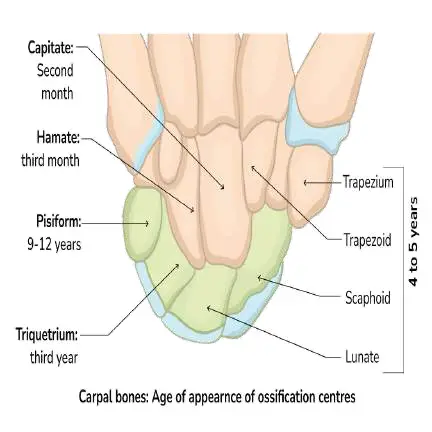 Capitate:
Second
month
Hamate:
third month
Pisiform:
9-12 years
Triquetrium:
third year
Trapezium
Trapezoid
Scaphoid
Lunate
4 to 5 years
Carpal bones: Age of appearnce of ossification centres